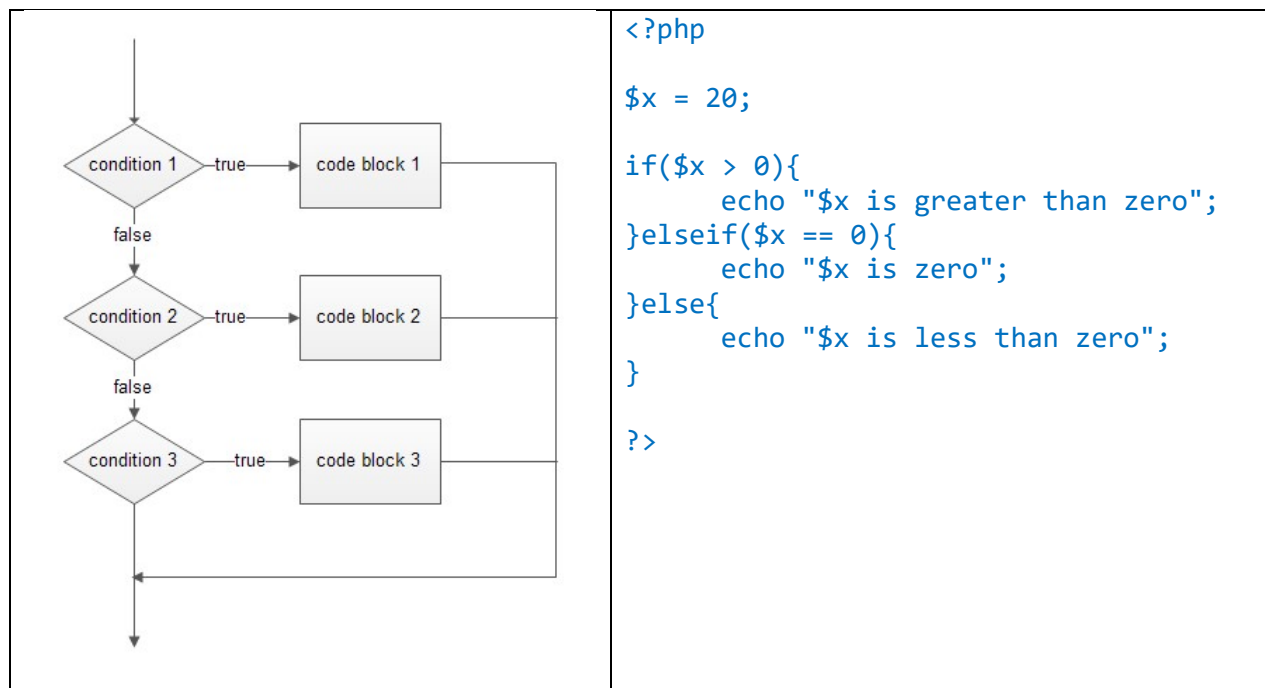 condition 1
true
code block 1
false
condition 2
true
code block 2
false
condition 3
true
code block 3
<?php
$x = 20;
if($x > 0){
echo "$x is greater than zero";
}elseif($x == 0){
echo "$x is zero";
}else{
echo "$x is less than zero";
}
?>